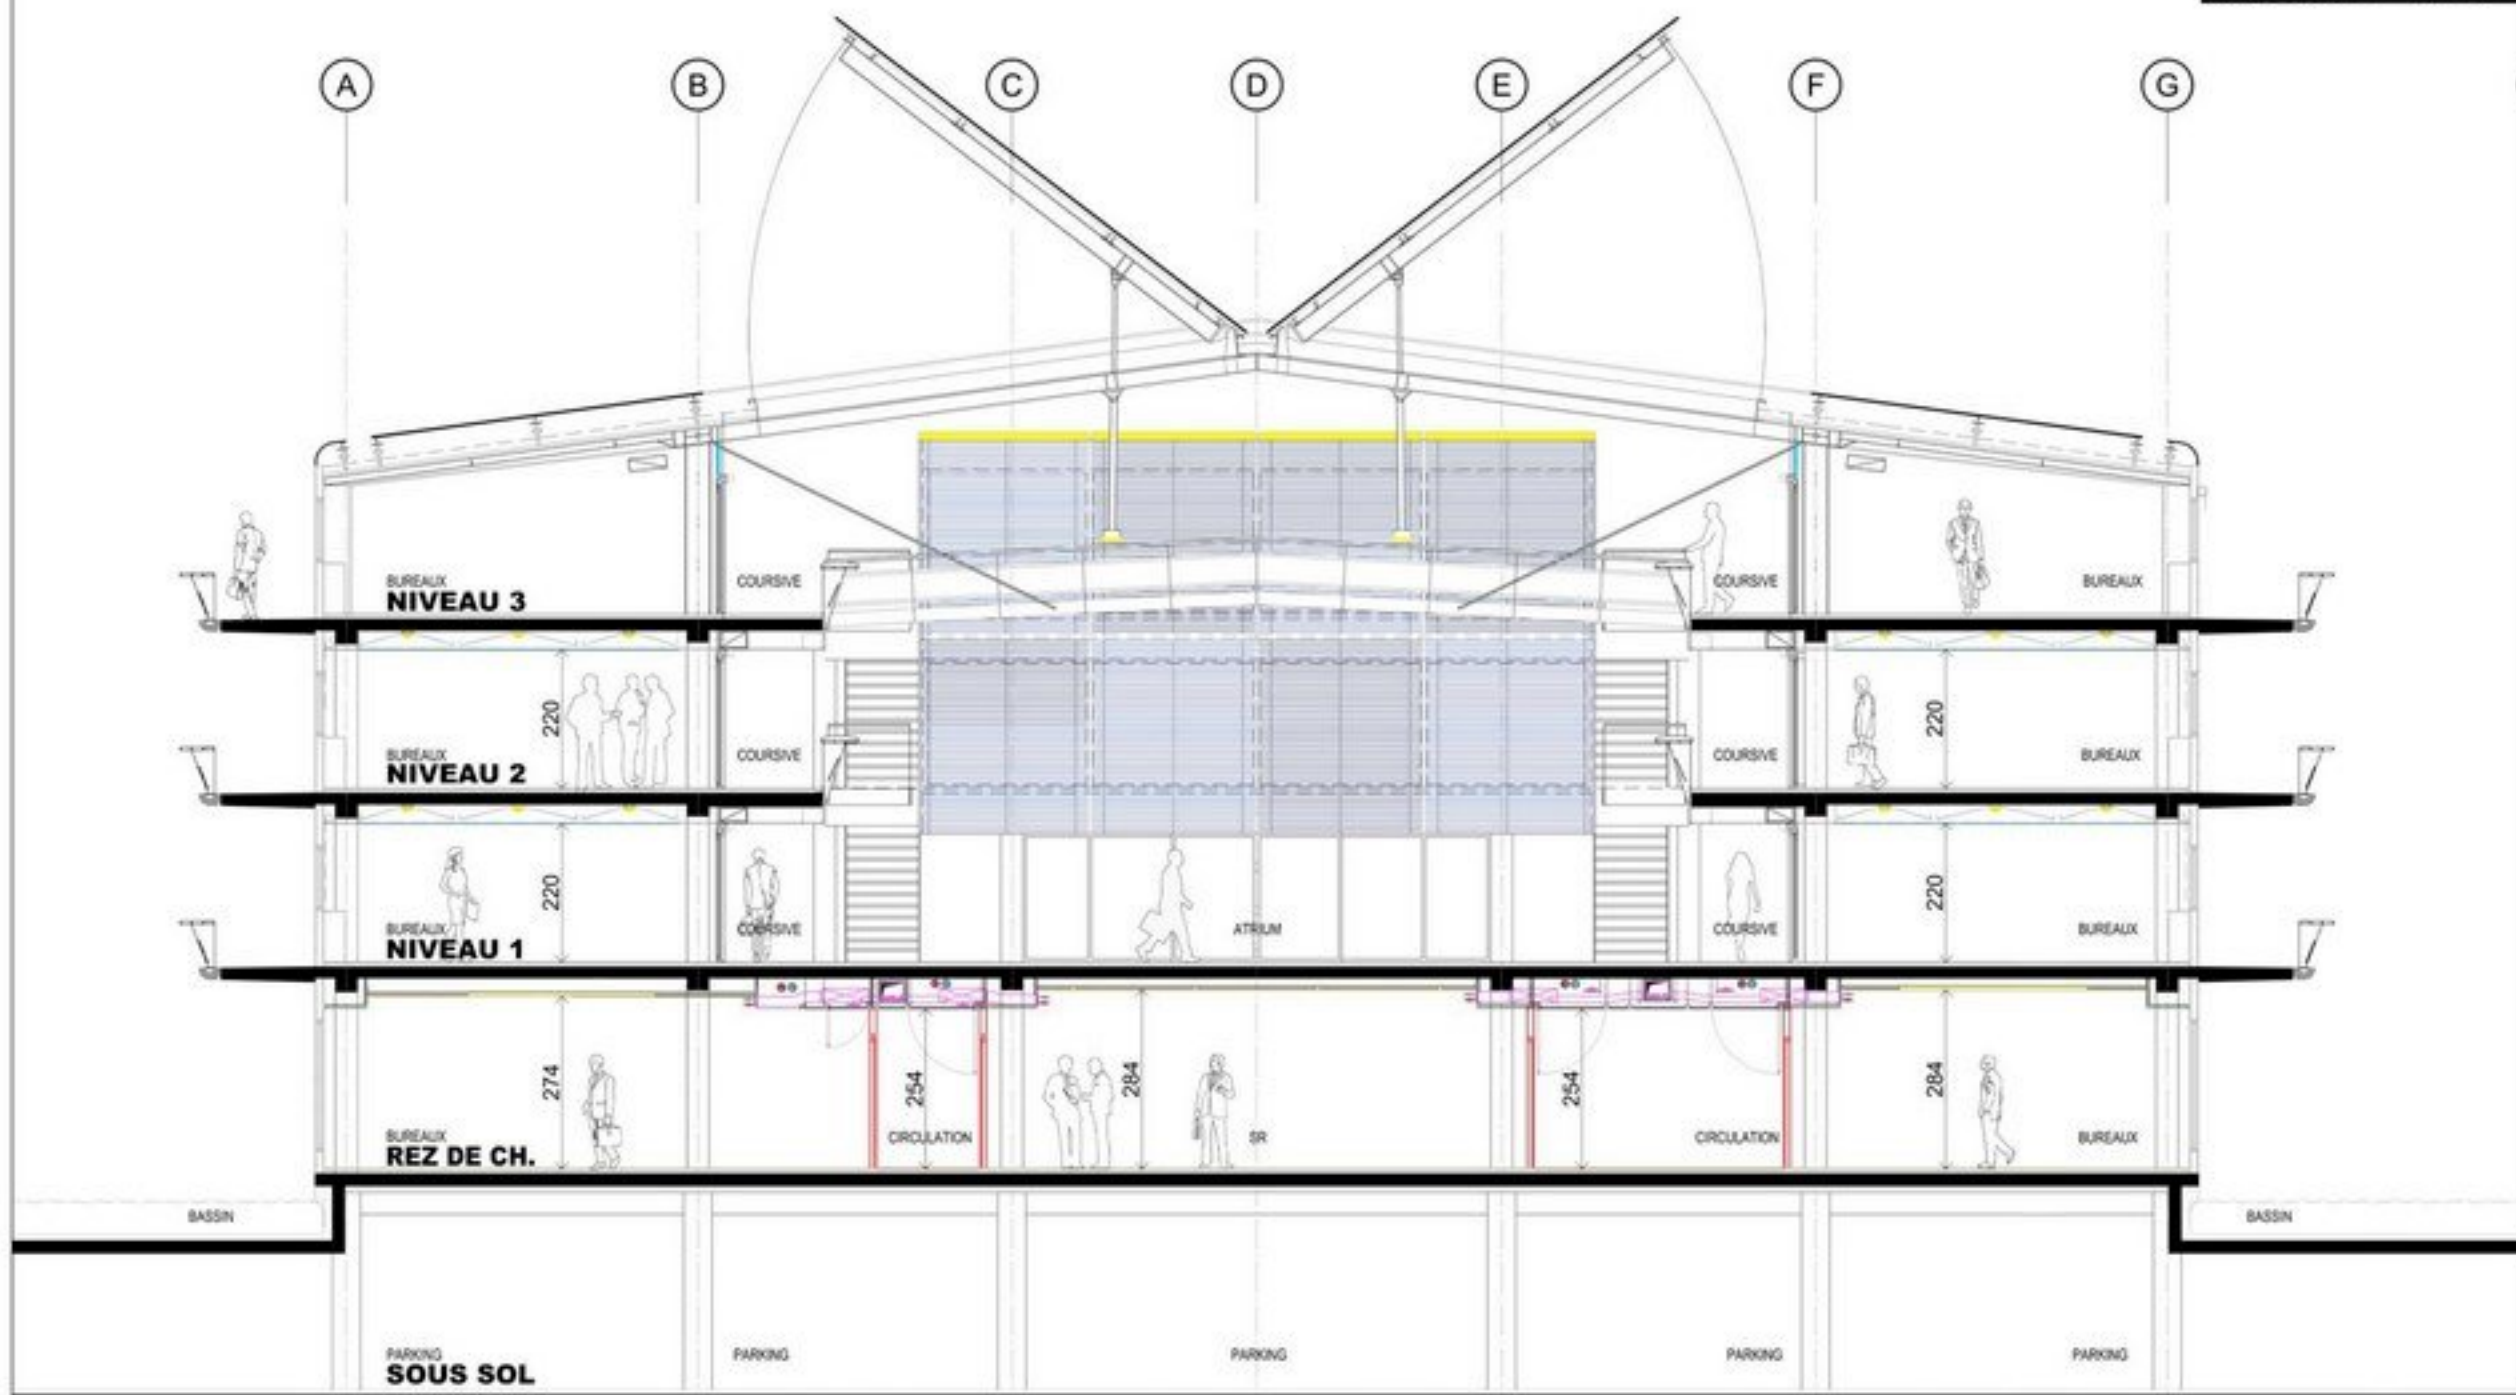 A B C D E F G
BUREAUX COURSIVE COURSIVE BUREAUX
NIVEAU 3
220 220
BUREAUX COURSIVE COURSIVE BUREAUX
NIVEAU 2
220 220
BUREAUX COURSIVE ATRIUM COURSIVE BUREAUX
NIVEAU 1
274 254 284 254 284
BUREAUX CIRCULATION SR CIRCULATION BUREAUX
REZ DE CH.
BASSIN BASSIN
PARKING PARKING PARKING PARKING PARKING
SOUS SOL